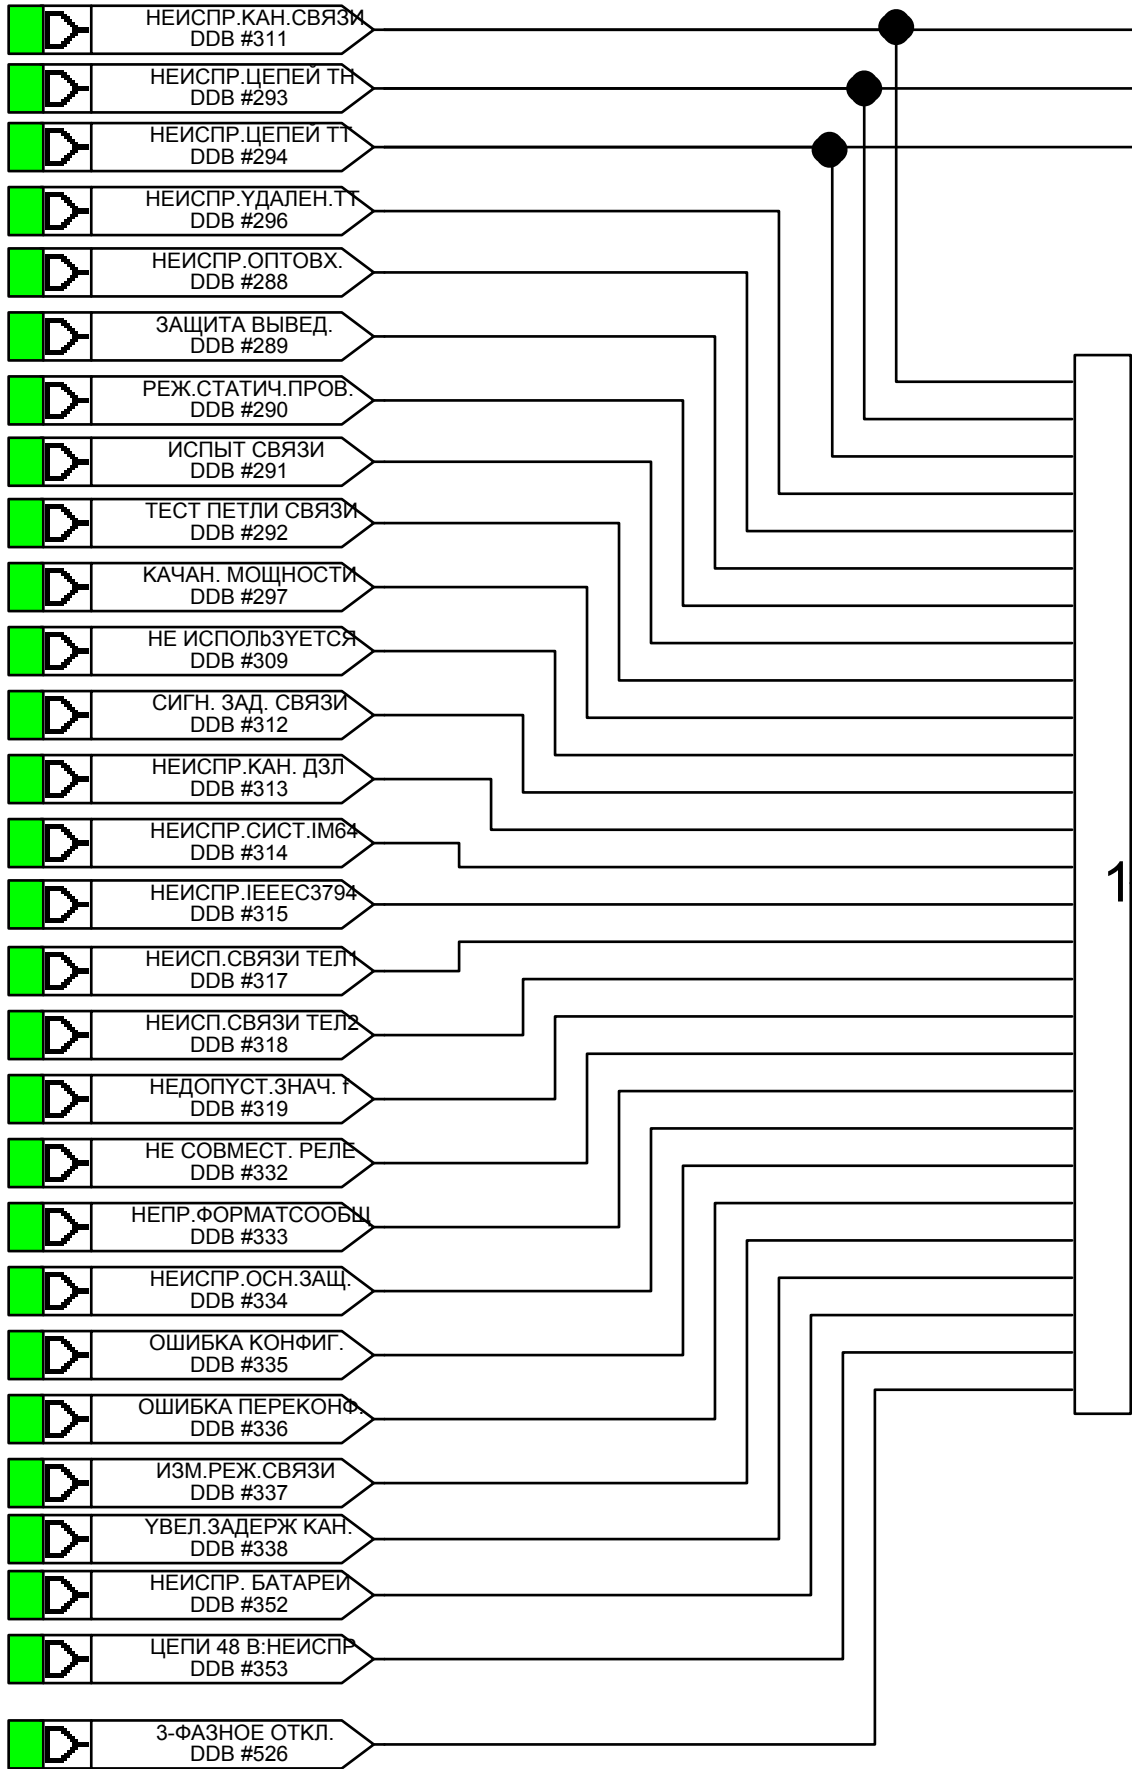 НЕИСПР.КАН.СВЯЗИ
DDB #311
НЕИСПР.ЦЕПЕЙ ТН
DDB #293
НЕИСПР.ЦЕПЕЙ ТТ
DDB #294
НЕИСПР.YДАЛЕН.ТТ
DDB #296
НЕИСПР.ОПТОВХ.
DDB #288
ЗАЩИТА ВЫВЕД.
DDB #289
РЕЖ.СТАТИЧ.ПРОВ.
DDB #290
ИСПЫТ СВЯЗИ
DDB #291
ТЕСТ ПЕТЛИ СВЯЗИ
DDB #292
КАЧАН. МОЩНОСТИ
DDB #297
НЕ ИСПОЛbЗYЕТСЯ
DDB #309
СИГН. ЗАД. СВЯЗИ
DDB #312
НЕИСПР.КАН. ДЗЛ
DDB #313
НЕИСПР.СИСТ.IM64
DDB #314
НЕИСПР.IEEEC3794
DDB #315
НЕИСП.СВЯЗИ ТЕЛ1
DDB #317
НЕИСП.СВЯЗИ ТЕЛ2
DDB #318
НЕДОПYСТ.ЗНАЧ. f
DDB #319
НЕ СОВМЕСТ. РЕЛЕ
DDB #332
НЕПР.ФОРМАТСООБЩ
DDB #333
НЕИСПР.ОСН.ЗАЩ.
DDB #334
ОШИБКА КОНФИГ.
DDB #335
ОШИБКА ПЕРЕКОНФ.
DDB #336
ИЗМ.РЕЖ.СВЯЗИ
DDB #337
YВЕЛ.ЗАДЕРЖ КАН.
DDB #338
НЕИСПР. БАТАРЕИ
DDB #352
ЦЕПИ 48 В:НЕИСПР
DDB #353
3-ФАЗНОЕ ОТКЛ.
DDB #526
1